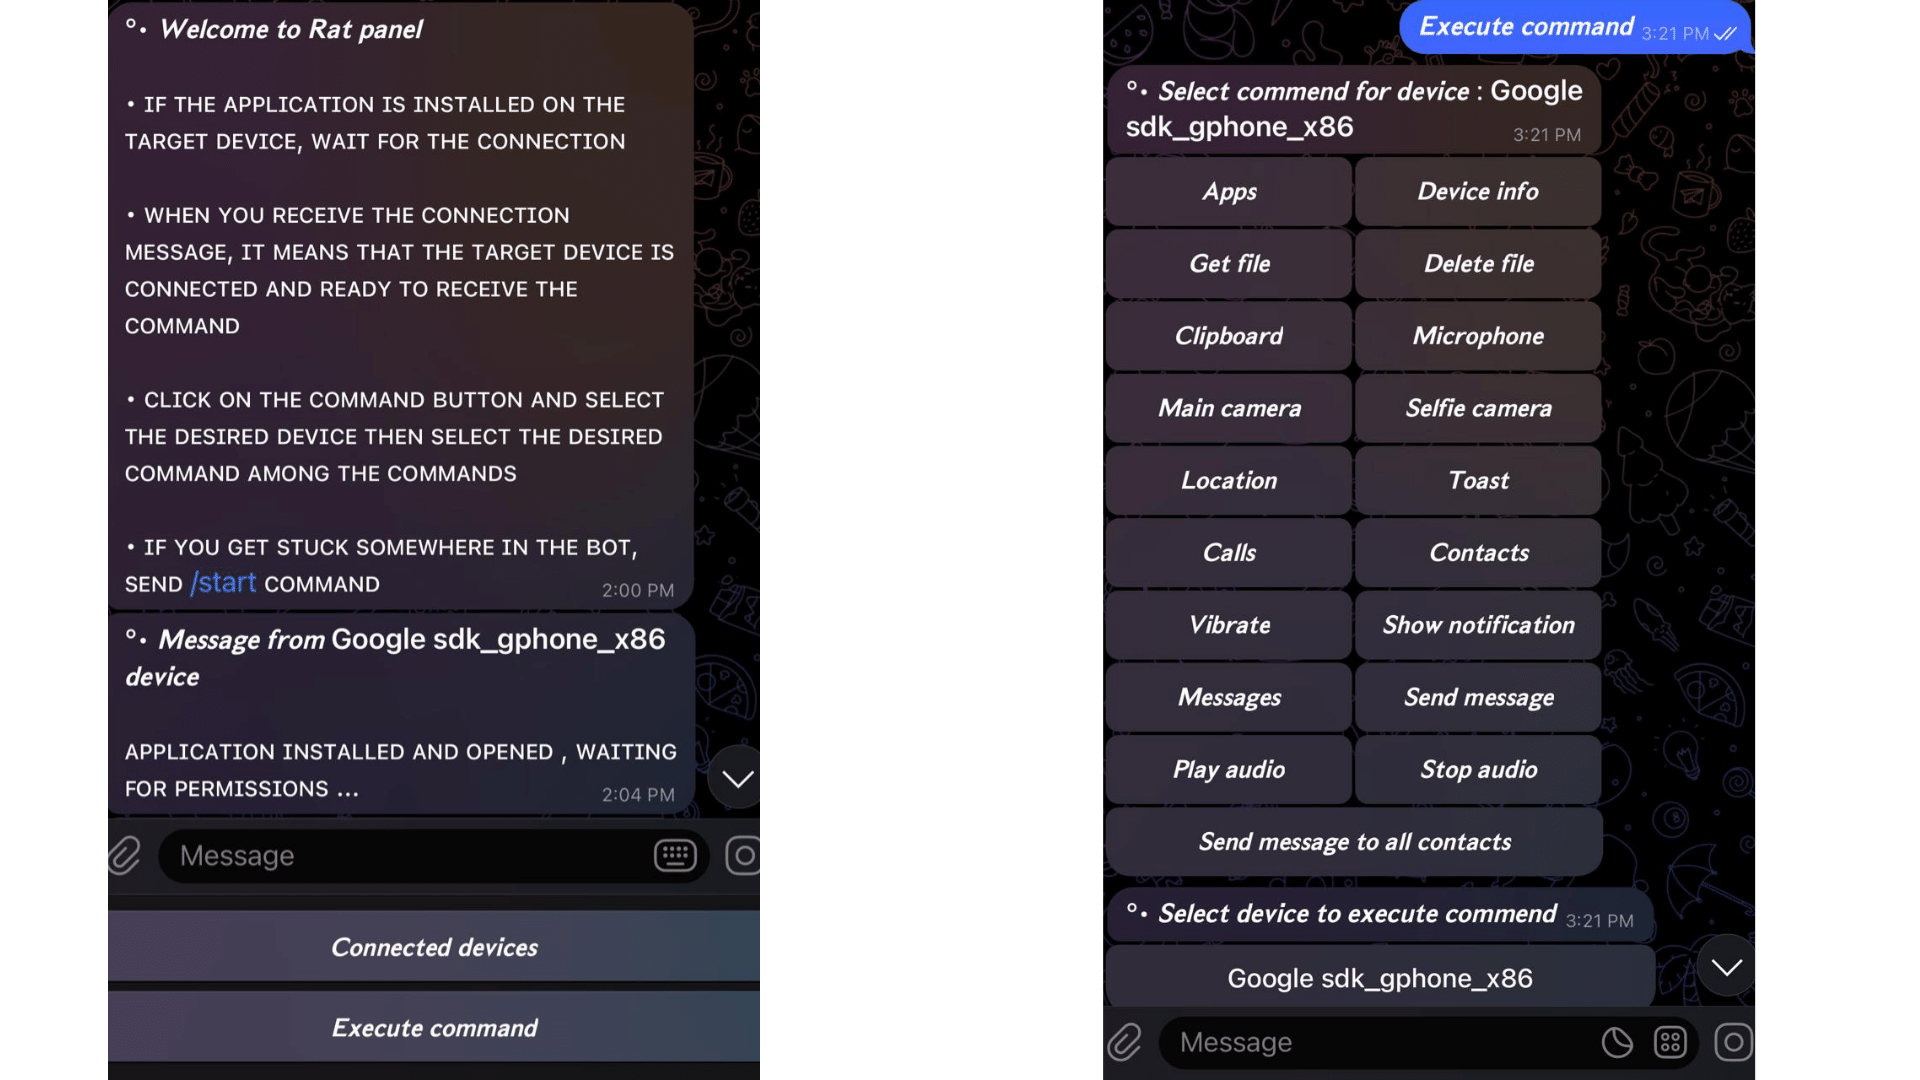 °• Welcome to Rat panel
• IF THE APPLICATION IS INSTALLED ON THE
TARGET DEVICE, WAIT FOR THE CONNECTION
• WHEN YOU RECEIVE THE CONNECTION
MESSAGE, IT MEANS THAT THE TARGET DEVICE IS
CONNECTED AND READY TO RECEIVE THE
COMMAND
• CLICK ON THE COMMAND BUTTON AND SELECT
THE DESIRED DEVICE THEN SELECT THE DESIRED
COMMAND AMONG THE COMMANDS
• IF YOU GET STUCK SOMEWHERE IN THE BOT,
SEND /start COMMAND 2:00 PM
°• Message from Google sdk_gphone_x86
device
APPLICATION INSTALLED AND OPENED , WAITING
FOR PERMISSIONS ... 2:04 PM
Message
Connected devices
Execute command
Execute command 3:21 PM
°• Select commend for device : Google
sdk_gphone_x86 3:21 PM
Apps Device info
Get file Delete file
Clipboard Microphone
Main camera Selfie camera
Location Toast
Calls Contacts
Vibrate Show notification
Messages Send message
Play audio Stop audio
Send message to all contacts
°• Select device to execute commend 3:21 PM
Google sdk_gphone_x86
Message